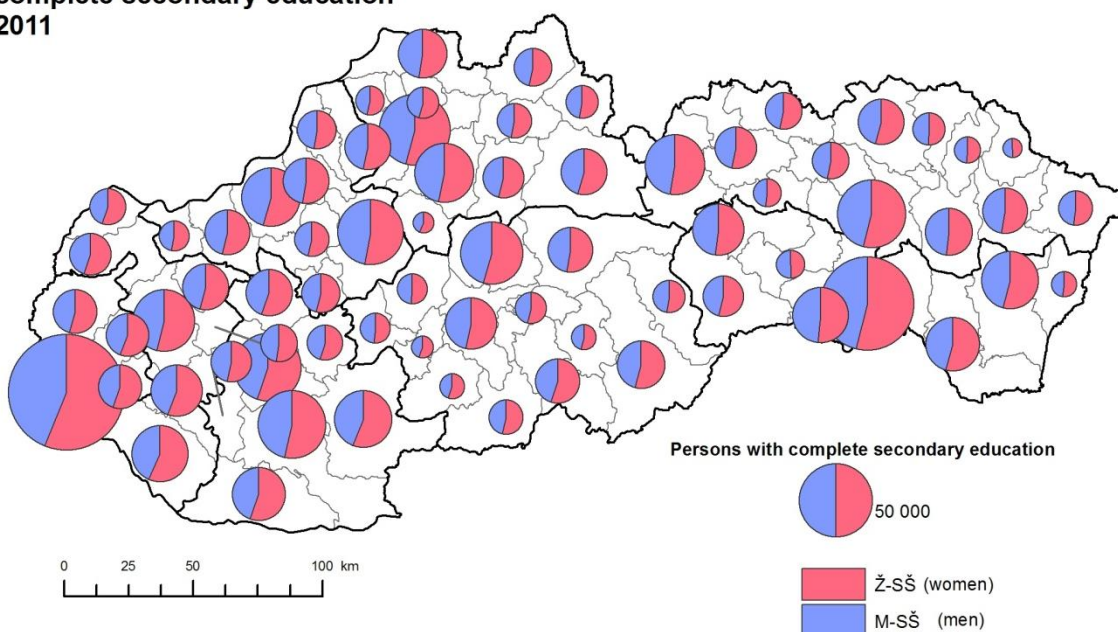 complete secondary education
2011
Persons with complete secondary education
50 000
0 25 50 100 km
Ž-SŠ (women)
M-SŠ (men)